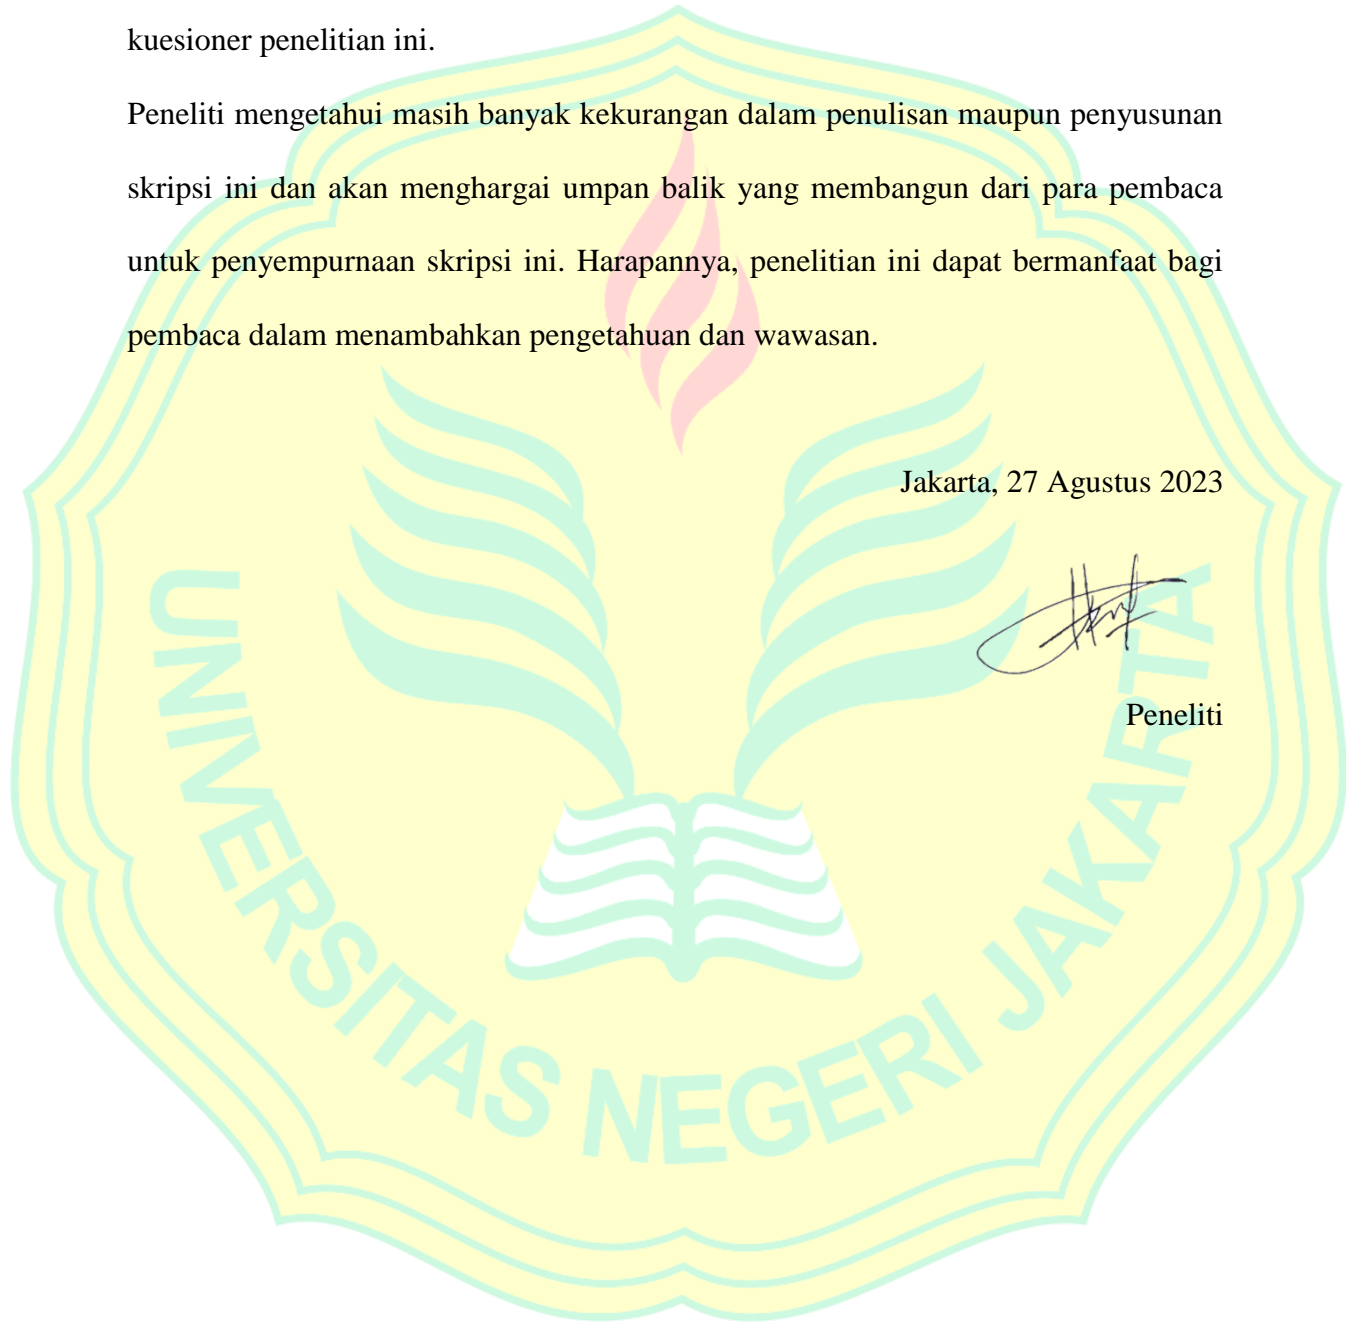 kuesioner penelitian ini.
Peneliti mengetahui masih banyak kekurangan dalam penulisan maupun penyusunan
skripsi ini dan akan menghargai umpan balik yang membangun dari para pembaca
untuk penyempurnaan skripsi ini. Harapannya, penelitian ini dapat bermanfaat bagi
pembaca dalam menambahkan pengetahuan dan wawasan.
Jakarta, 27 Agustus 2023
Peneliti
UNIVERSITAS NEGERI JAKARTA